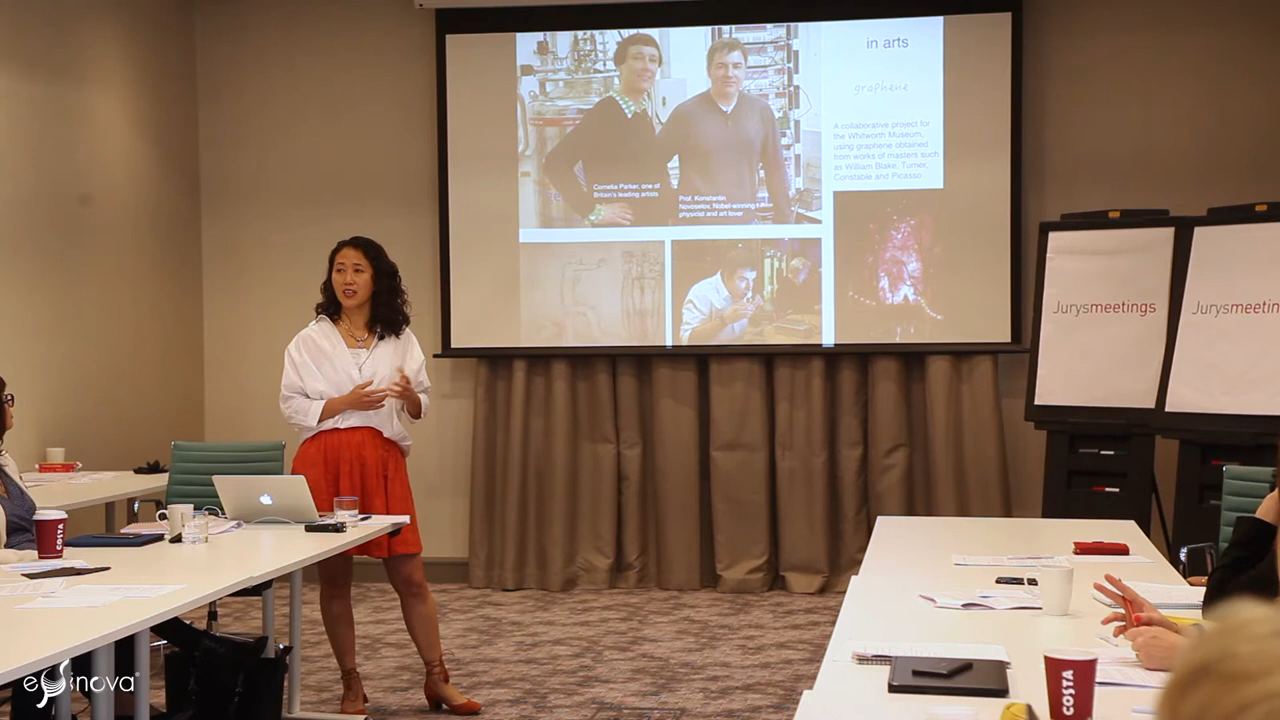 in arts
graphene
A collaborative project for
the Whitworth Museum,
using graphene obtained
from works of masters such
as William Blake, Turner,
Constable and Picasso
Cornelia Parker, one of
Britain's leading artists
Prof. Konstantin
Novoselov, Nobel-winning
physicist and art lover
Jurysmeetings
Jurysmeetin
COSTA
COSTA
essinova